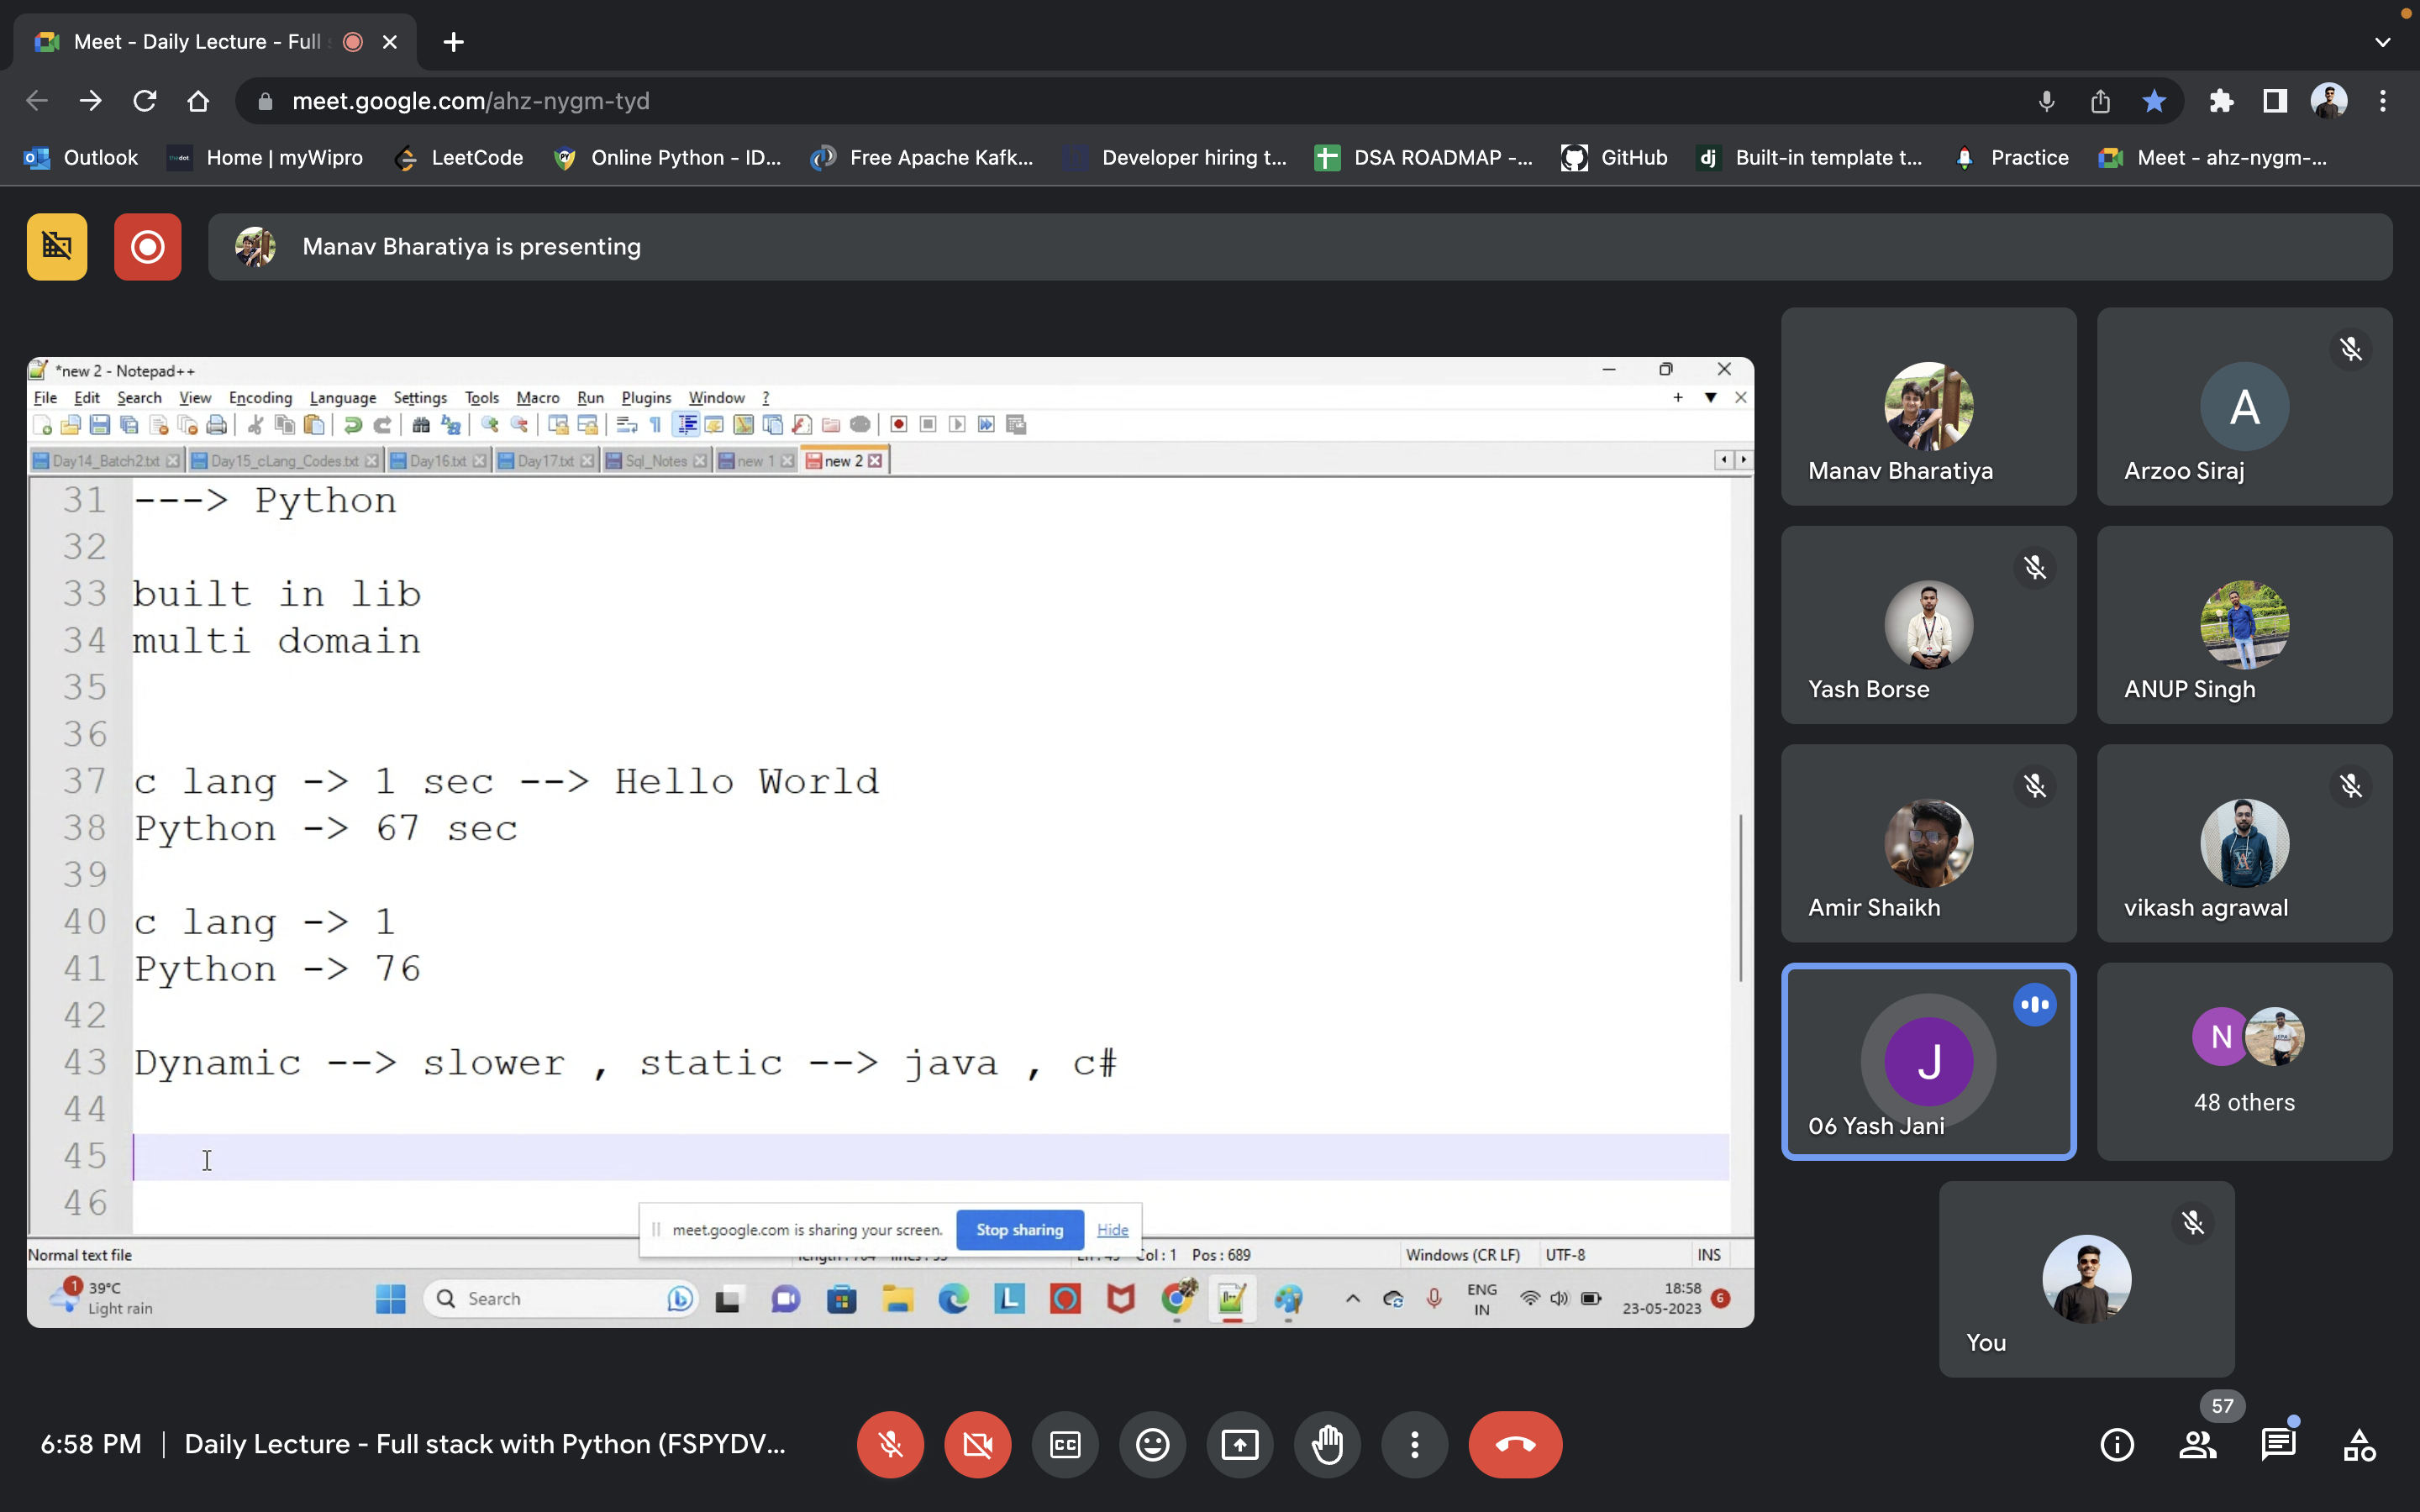 Meet - Daily Lecture - Full
meet.google.com/ahz-nygm-tyd
Outlook
Home | myWipro
LeetCode
Online Python - ID...
Free Apache Kafk...
Developer hiring t...
DSA ROADMAP -...
GitHub
dj
Built-in template t...
Practice
Meet - ahz-nygm-...
Manav Bharatiya is presenting
*new 2 - Notepad++
File Edit Search View Encoding Language Settings Tools Macro Run Plugins Window ?
Day14_Batch2.txt
Day15_cLang_Codes.txt
Day16.txt
Day17.txt
Sql_Notes
new 1
new 2
31 ---> Python
32
33 built in lib
34 multi domain
35
36
37 c lang -> 1 sec --> Hello World
38 Python -> 67 sec
39
40 c lang -> 1
41 Python -> 76
42
43 Dynamic --> slower , static --> java , c#
44
45
46
meet.google.com is sharing your screen.
Stop sharing
Hide
Normal text file
Col : 1 Pos : 689
Windows (CR LF)
UTF-8
INS
1
39°C
Light rain
Search
ENG
IN
18:58
23-05-2023
6
Manav Bharatiya
A
Arzoo Siraj
Yash Borse
ANUP Singh
Amir Shaikh
vikash agrawal
J
06 Yash Jani
N
48 others
You
6:58 PM | Daily Lecture - Full stack with Python (FSPYDV...
CC
57